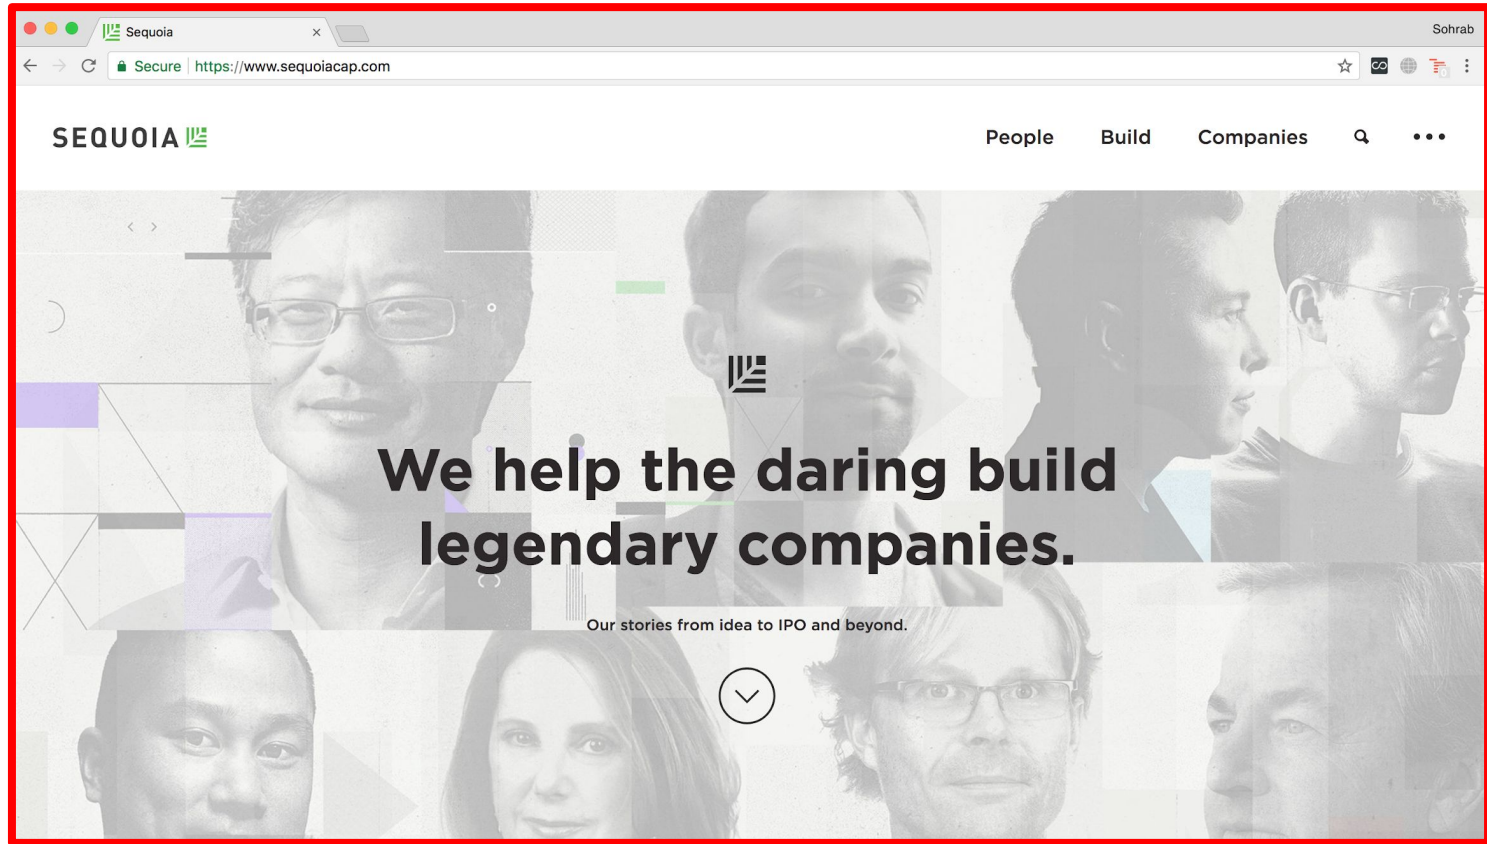 Sequoia
Sohrab
Secure https://www.sequoiacap.com
SEQUOIA People Build Companies
We help the daring build
legendary companies.
Our stories from idea to IPO and beyond.